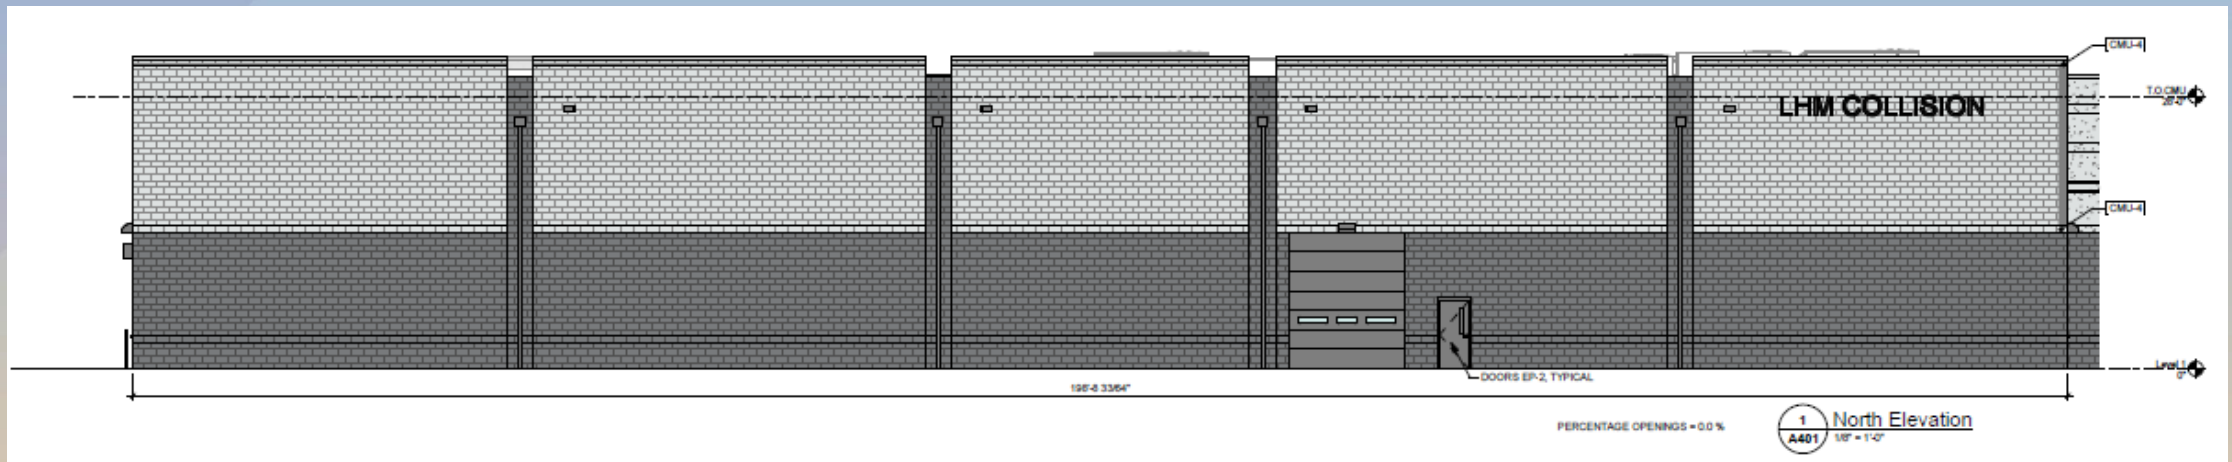 CMU-4
LHM COLLISION
T.O.CMU
CMU-4
Level 1
0"
DOORS EP-2, TYPICAL
PERCENTAGE OPENINGS = 0.0 %
1
A401
North Elevation
1/8" = 1'-0"